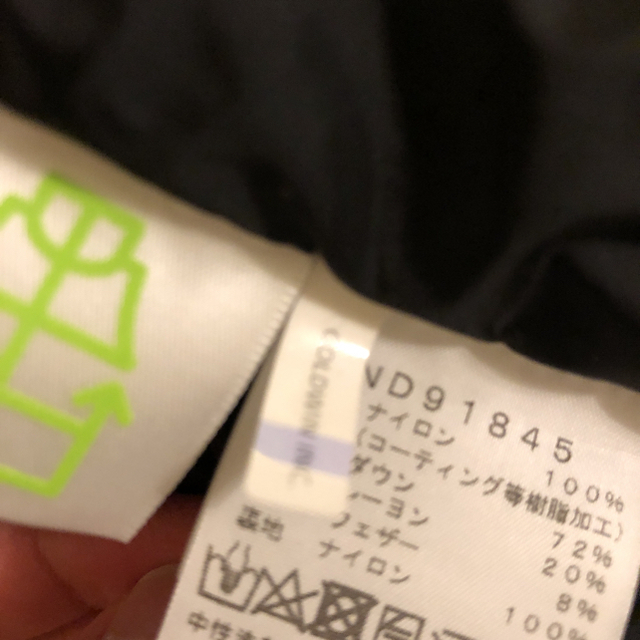 GOLDWIN INC
ND91845
ナイロン 100%
(コーティング等樹脂加工)
ダウン 72%
レーヨン 20%
フェザー 8%
裏地 ナイロン 100%